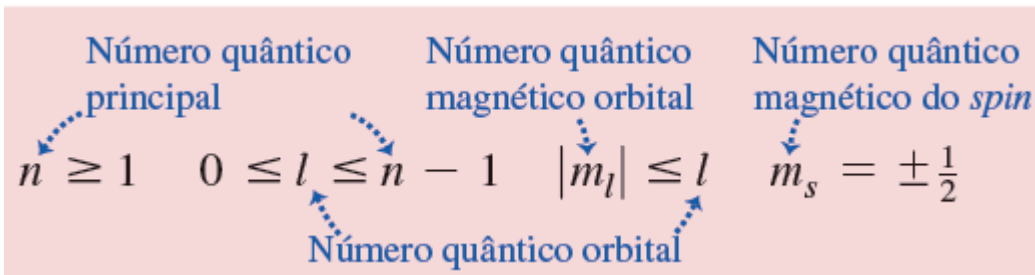 Número quântico principal
Número quântico magnético orbital
Número quântico magnético do spin
n ≥ 1    0 ≤ l ≤ n − 1    |m_l| ≤ l    m_s = ±1/2
Número quântico orbital